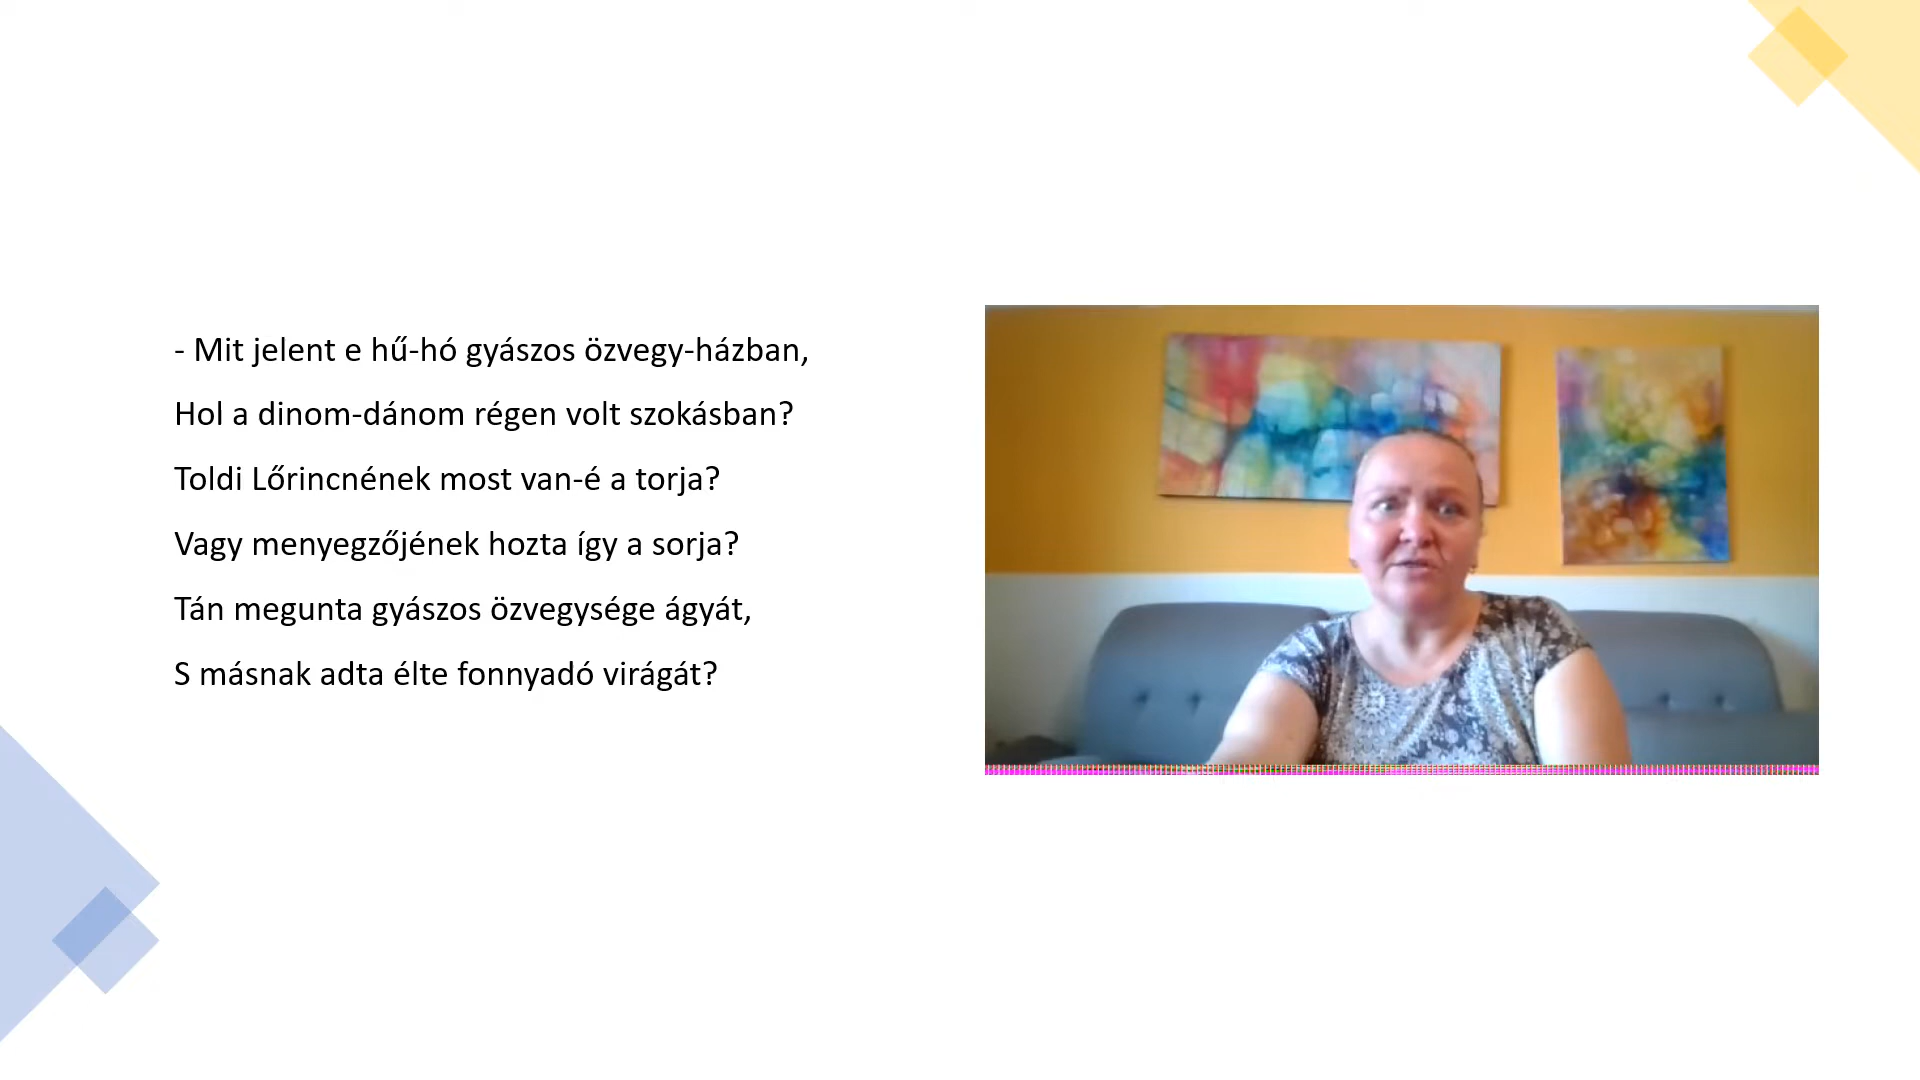 - Mit jelent e hű-hó gyászos özvegy-házban,
Hol a dinom-dánom régen volt szokásban?
Toldi Lőrincnének most van-é a torja?
Vagy menyegzőjének hozta így a sorja?
Tán megunta gyászos özvegysége ágyát,
S másnak adta élte fonnyadó virágát?